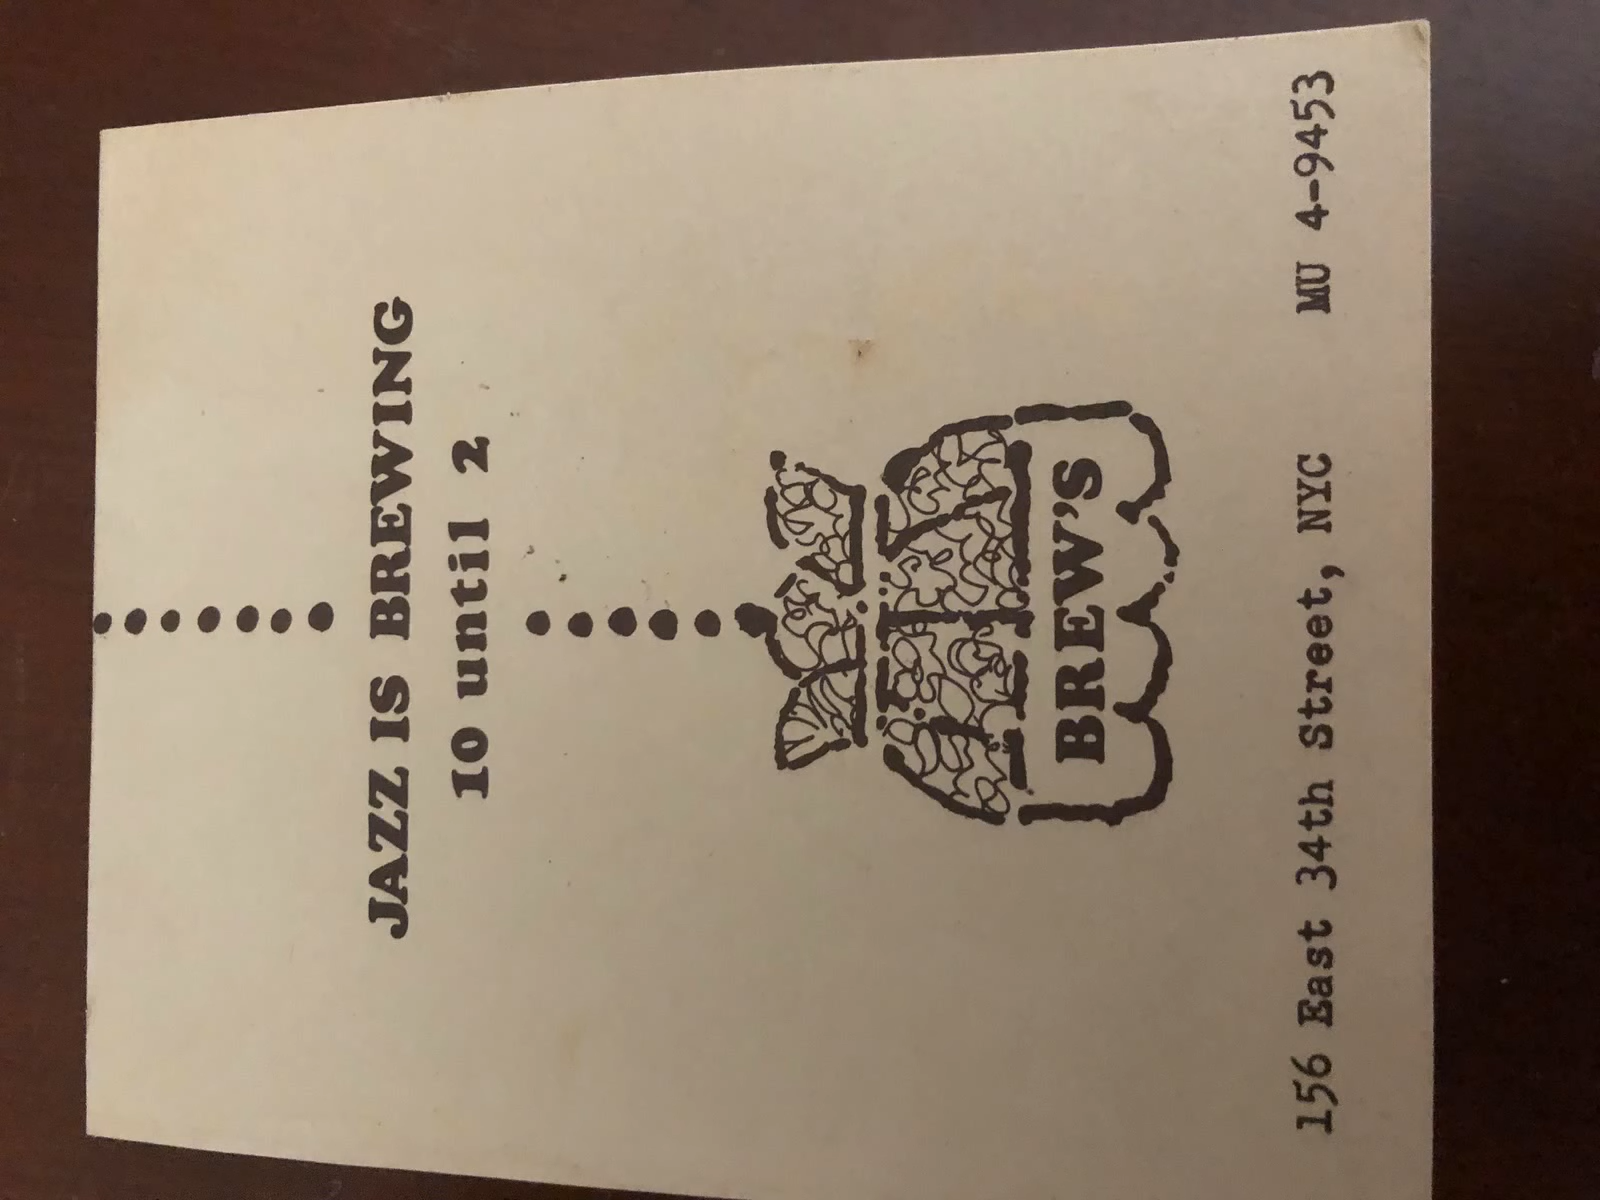 JAZZ IS BREWING
10 until 2
BREW'S
156 East 34th Street, NYC MU 4-9453